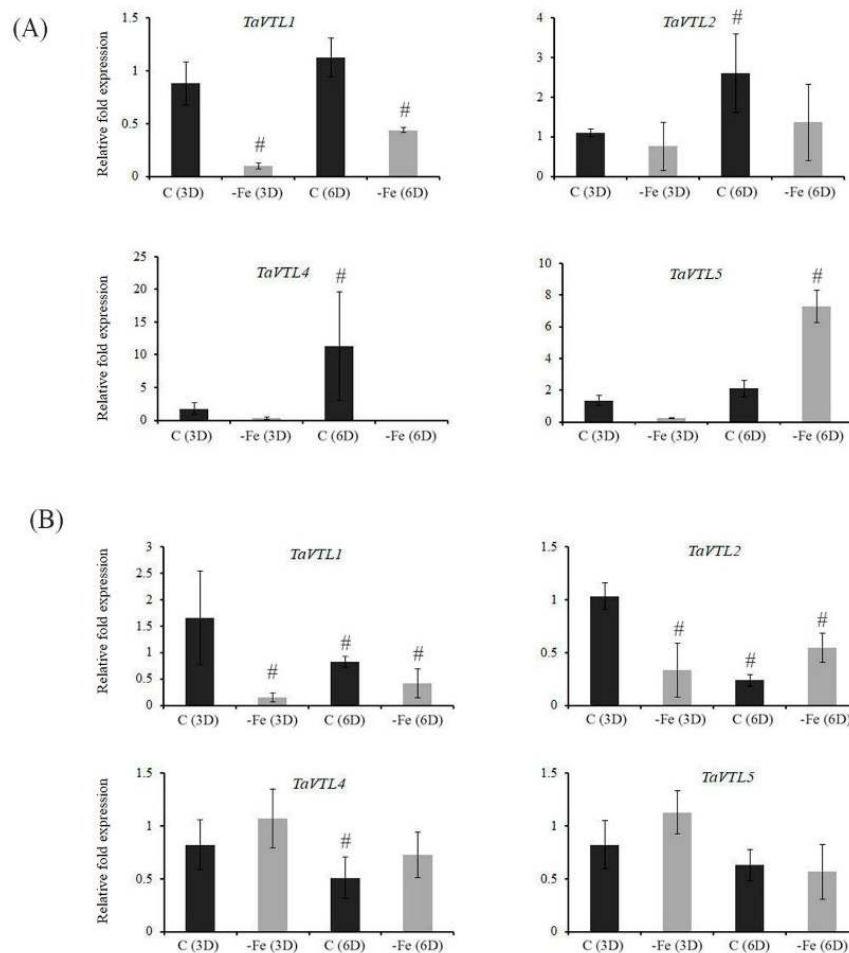 (A)
TaVTL1
Relative fold expression
1.5
1
0.5
0
#
#
C (3D) -Fe (3D) C (6D) -Fe (6D)
TaVTL2
4
3
2
1
0
#
C (3D) -Fe (3D) C (6D) -Fe (6D)
TaVTL4
Relative fold expression
25
20
15
10
5
0
#
C (3D) -Fe (3D) C (6D) -Fe (6D)
TaVTL5
10
8
6
4
2
0
#
C (3D) -Fe (3D) C (6D) -Fe (6D)
(B)
TaVTL1
Relative fold expression
3
2.5
2
1.5
1
0.5
0
#
#
#
C (3D) -Fe (3D) C (6D) -Fe (6D)
TaVTL2
1.5
1
0.5
0
#
#
#
C (3D) -Fe (3D) C (6D) -Fe (6D)
TaVTL4
Relative fold expression
1.5
1
0.5
0
#
C (3D) -Fe (3D) C (6D) -Fe (6D)
TaVTL5
1.5
1
0.5
0
C (3D) -Fe (3D) C (6D) -Fe (6D)